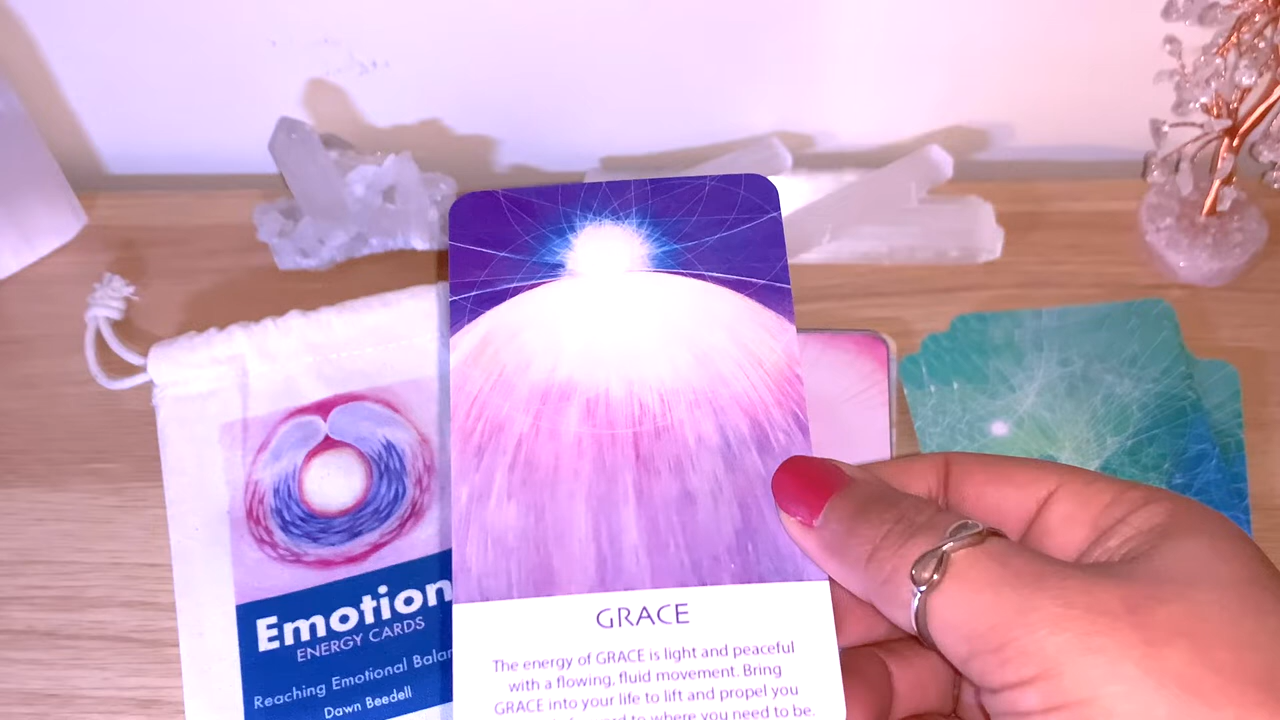 Emotion
ENERGY CARDS
Reaching Emotional Balan
Dawn Beedell
GRACE
The energy of GRACE is light and peaceful
with a flowing, fluid movement. Bring
GRACE into your life to lift and propel you
to where you need to be.